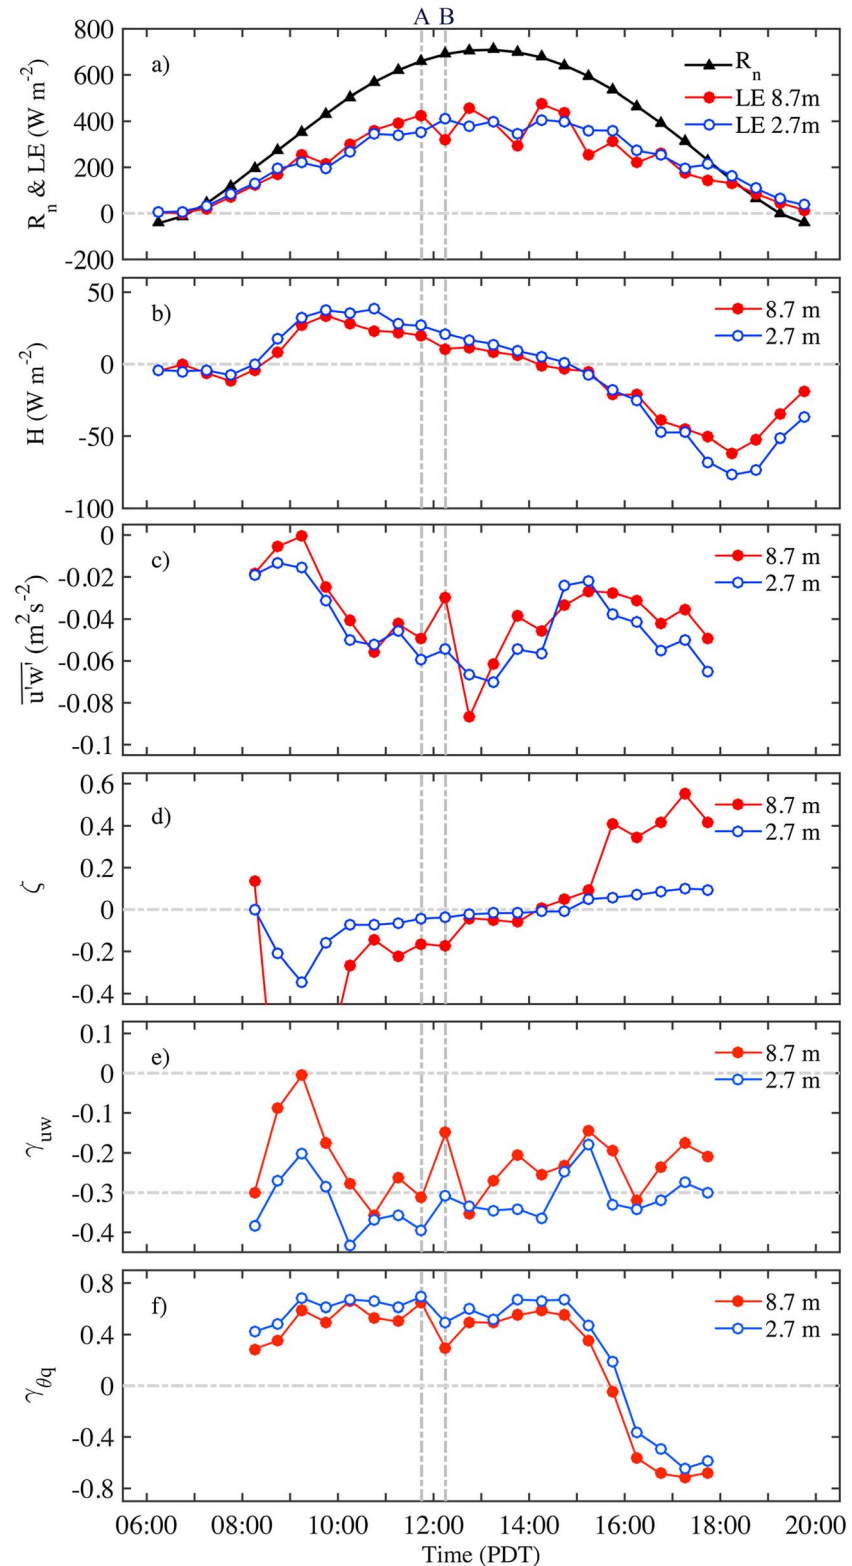 A B
800
600
400
200
0
-200
Rn & LE (W m-2)
a)
Rn
LE 8.7m
LE 2.7m
50
0
-50
-100
H (W m-2)
b)
8.7 m
2.7 m
0
-0.02
-0.04
-0.06
-0.08
-0.1
u'w' (m2s-2)
c)
8.7 m
2.7 m
0.6
0.4
0.2
0
-0.2
-0.4
ζ
d)
8.7 m
2.7 m
0.1
0
-0.1
-0.2
-0.3
-0.4
γuw
e)
8.7 m
2.7 m
0.8
0.4
0
-0.4
-0.8
γθq
f)
8.7 m
2.7 m
06:00 08:00 10:00 12:00 14:00 16:00 18:00 20:00
Time (PDT)